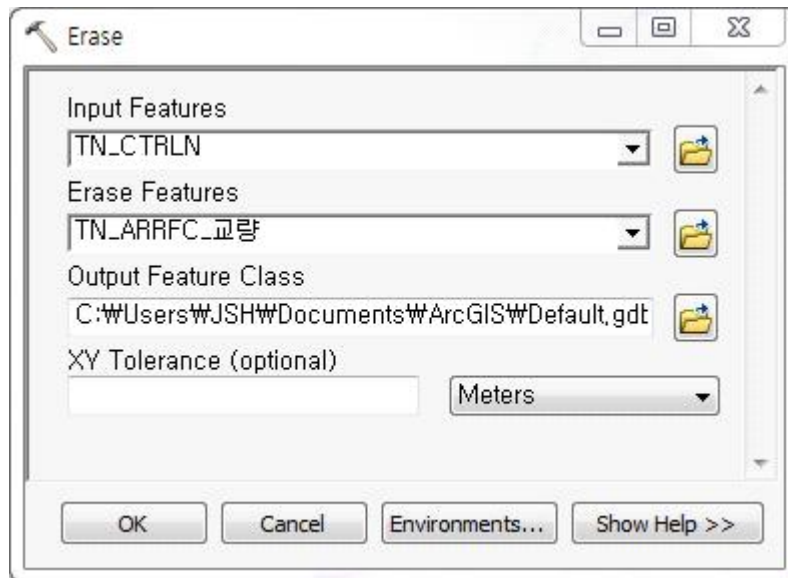 Erase
Input Features
TN_CTRLN
Erase Features
TN_ARRFC_교량
Output Feature Class
C:₩Users₩JSH₩Documents₩ArcGIS₩Default.gdb
XY Tolerance (optional)
Meters
OK Cancel Environments... Show Help >>